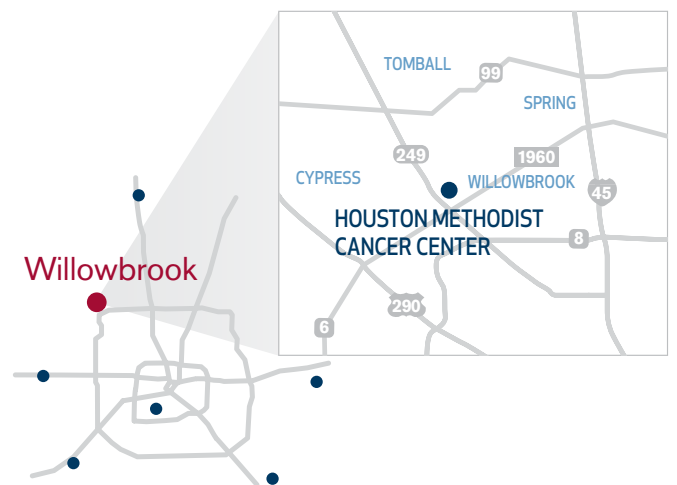 TOMBALL
99
SPRING
249
1960
CYPRESS
WILLOWBROOK
45
HOUSTON METHODIST
CANCER CENTER
8
Willowbrook
290
6